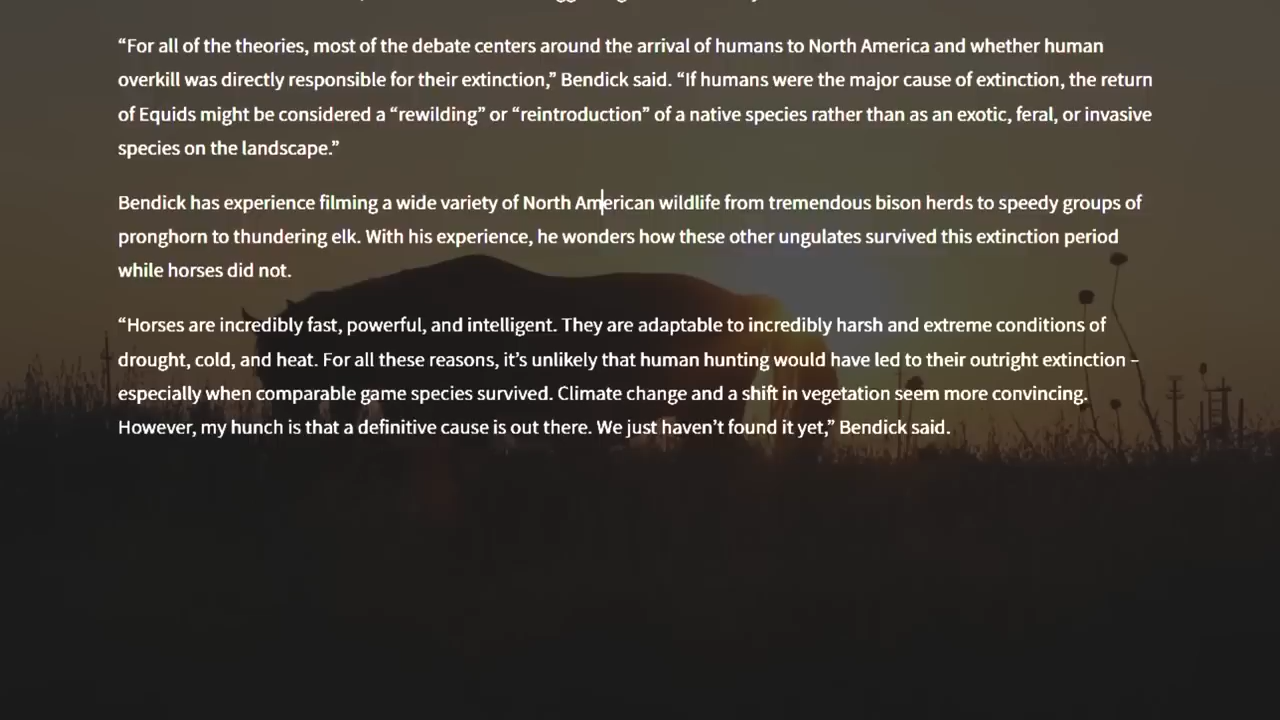 “For all of the theories, most of the debate centers around the arrival of humans to North America and whether human
overkill was directly responsible for their extinction,” Bendick said. “If humans were the major cause of extinction, the return
of Equids might be considered a “rewilding” or “reintroduction” of a native species rather than as an exotic, feral, or invasive
species on the landscape.”
Bendick has experience filming a wide variety of North American wildlife from tremendous bison herds to speedy groups of
pronghorn to thundering elk. With his experience, he wonders how these other ungulates survived this extinction period
while horses did not.
“Horses are incredibly fast, powerful, and intelligent. They are adaptable to incredibly harsh and extreme conditions of
drought, cold, and heat. For all these reasons, it’s unlikely that human hunting would have led to their outright extinction –
especially when comparable game species survived. Climate change and a shift in vegetation seem more convincing.
However, my hunch is that a definitive cause is out there. We just haven’t found it yet,” Bendick said.